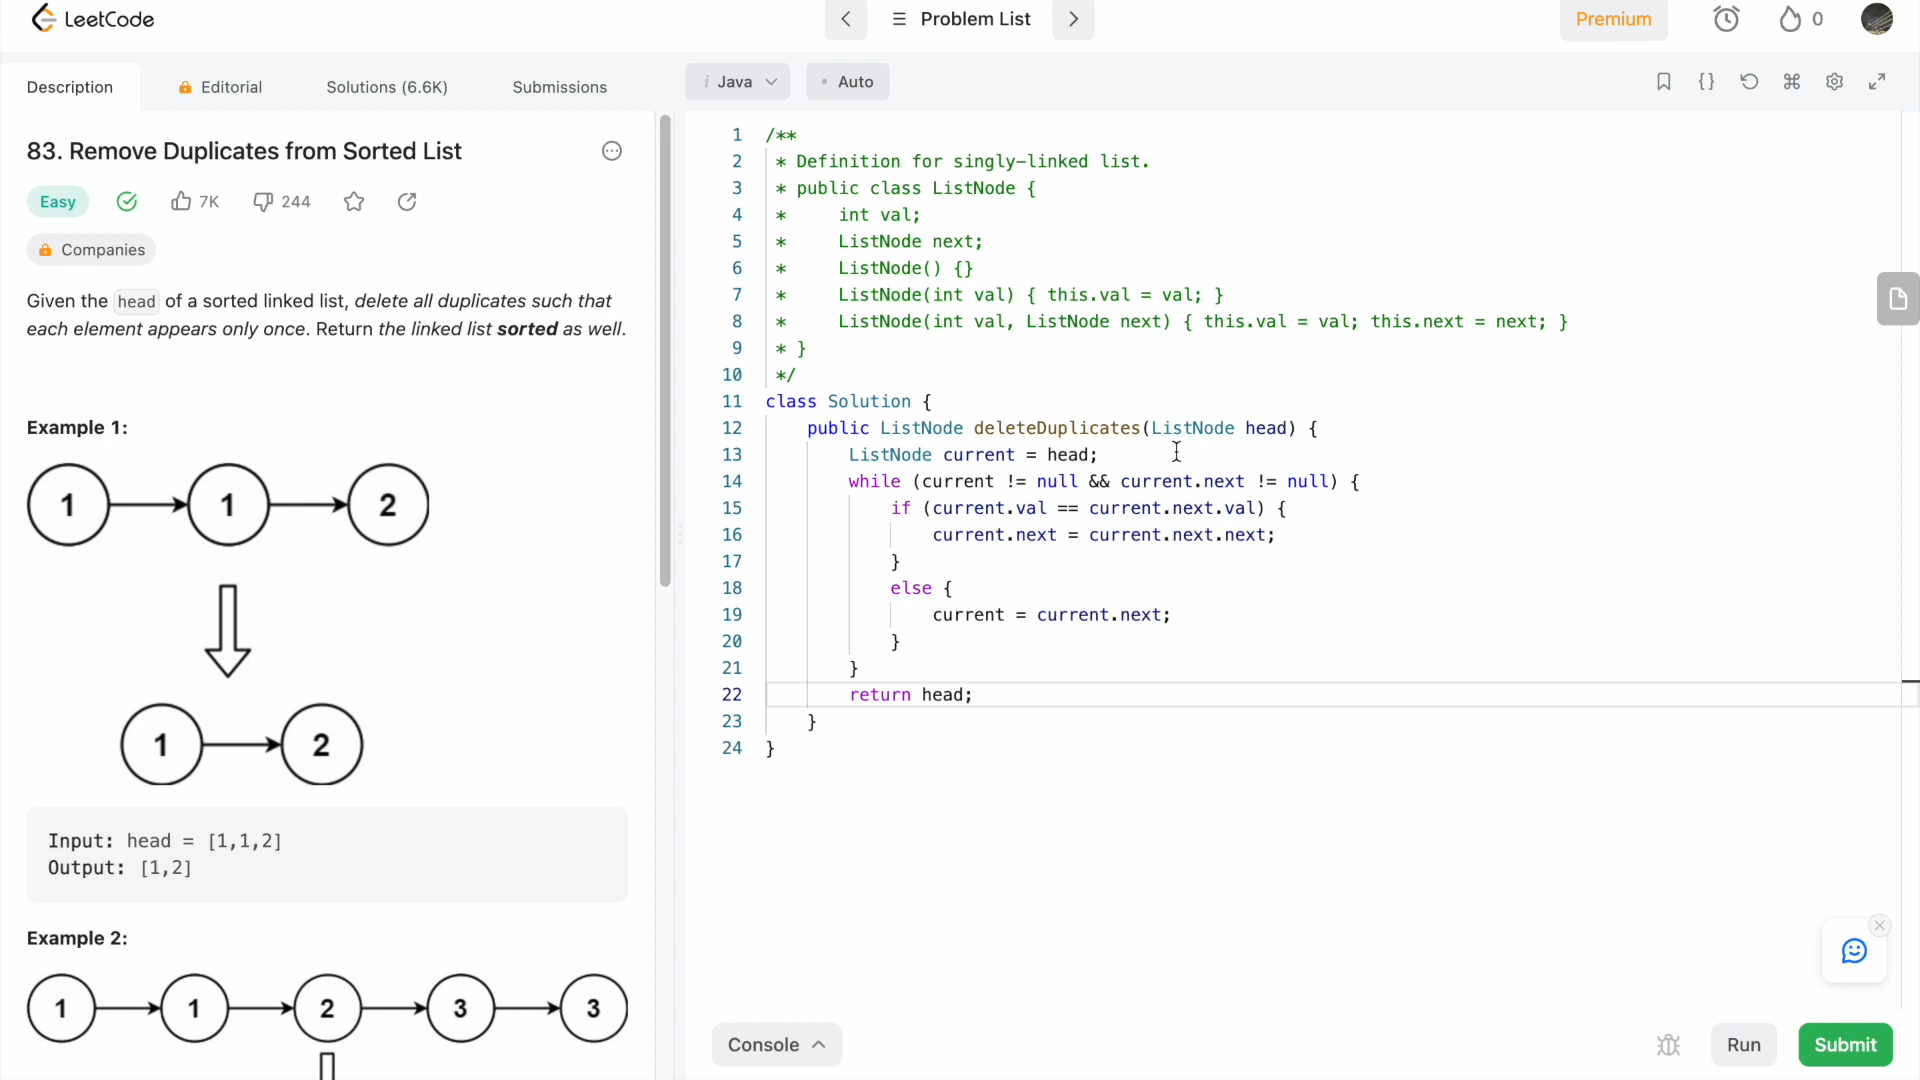 LeetCode
Problem List
Premium
0
Description
Editorial
Solutions (6.6K)
Submissions
i Java
Auto
83. Remove Duplicates from Sorted List
Easy
7K
244
Companies
Given the head of a sorted linked list, delete all duplicates such that
each element appears only once. Return the linked list sorted as well.
Example 1:
1 1 2
1 2
Input: head = [1,1,2]
Output: [1,2]
Example 2:
1 1 2 3 3
1 /**
2 * Definition for singly-linked list.
3 * public class ListNode {
4 *     int val;
5 *     ListNode next;
6 *     ListNode() {}
7 *     ListNode(int val) { this.val = val; }
8 *     ListNode(int val, ListNode next) { this.val = val; this.next = next; }
9 * }
10 */
11 class Solution {
12     public ListNode deleteDuplicates(ListNode head) {
13         ListNode current = head;
14         while (current != null && current.next != null) {
15             if (current.val == current.next.val) {
16                 current.next = current.next.next;
17             }
18             else {
19                 current = current.next;
20             }
21         }
22         return head;
23     }
24 }
Console
Run
Submit